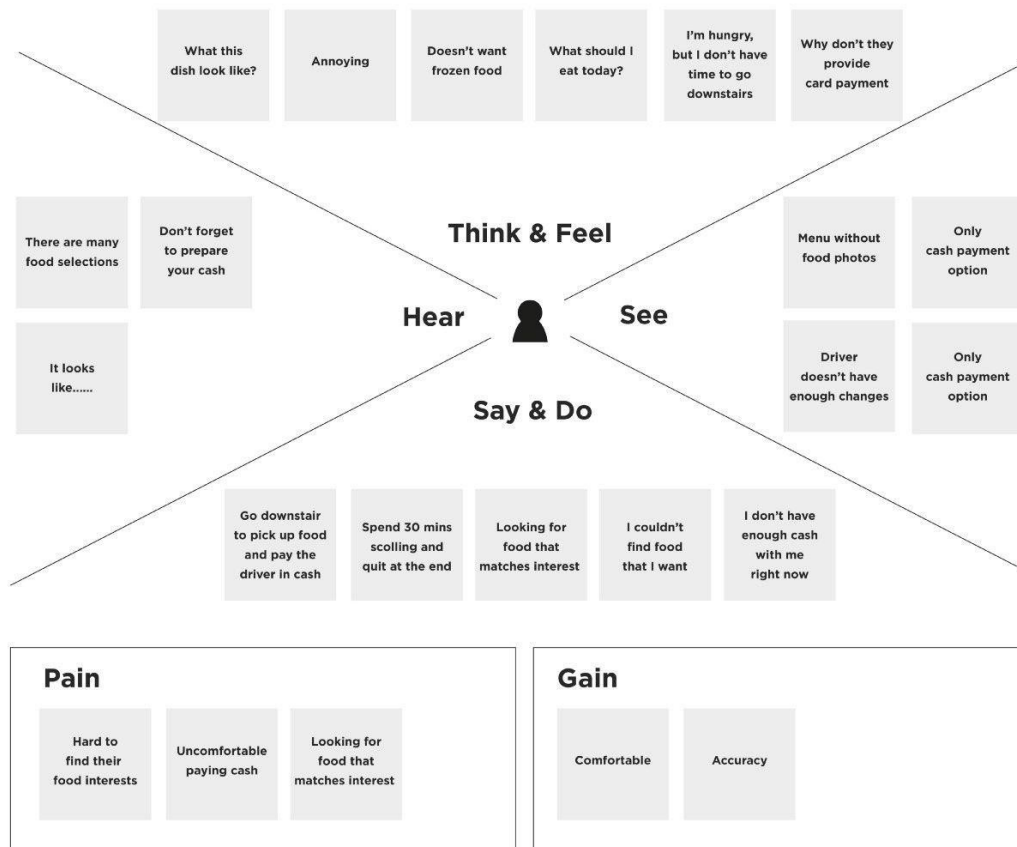 What this
dish look like?
Annoying
Doesn't want
frozen food
What should I
eat today?
I'm hungry,
but I don't have
time to go
downstairs
Why don't they
provide
card payment
Think & Feel
Hear
There are many
food selections
Don't forget
to prepare
your cash
It looks
like......
See
Menu without
food photos
Only
cash payment
option
Driver
doesn't have
enough changes
Only
cash payment
option
Say & Do
Go downstair
to pick up food
and pay the
driver in cash
Spend 30 mins
scolling and
quit at the end
Looking for
food that
matches interest
I couldn't
find food
that I want
I don't have
enough cash
with me
right now
Pain
Hard to
find their
food interests
Uncomfortable
paying cash
Looking for
food that
matches interest
Gain
Comfortable
Accuracy